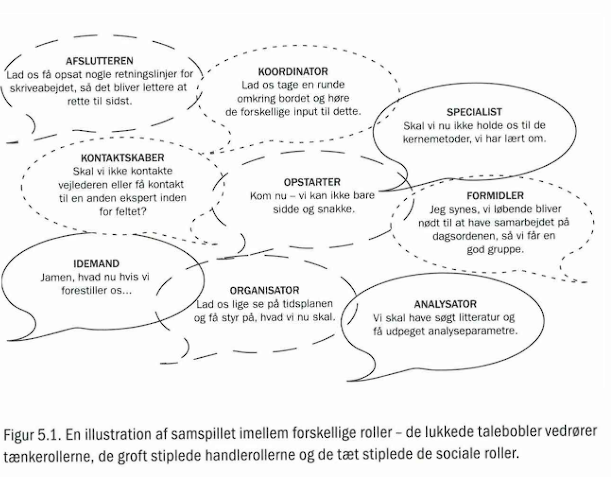 AFSLUTTEREN
Lad os få opsat nogle retningslinjer for
skriveabejdet, så det bliver lettere at
rette til sidst.
KOORDINATOR
Lad os tage en runde
omkring bordet og høre
de forskellige input til dette.
SPECIALIST
Skal vi nu ikke holde os til de
kernemetoder, vi har lært om.
KONTAKTSKABER
Skal vi ikke kontakte
vejlederen eller få kontakt
til en anden ekspert inden
for feltet?
OPSTARTER
Kom nu – vi kan ikke bare
sidde og snakke.
FORMIDLER
Jeg synes, vi løbende bliver
nødt til at have samarbejdet på
dagsordenen, så vi får en
god gruppe.
IDEMAND
Jamen, hvad nu hvis vi
forestiller os...
ORGANISATOR
Lad os lige se på tidsplanen
og få styr på, hvad vi nu skal.
ANALYSATOR
Vi skal have søgt litteratur og
få udpeget analyseparametre.
Figur 5.1. En illustration af samspillet imellem forskellige roller – de lukkede talebobler vedrører
tænkerollerne, de groft stiplede handlerollerne og de tæt stiplede de sociale roller.